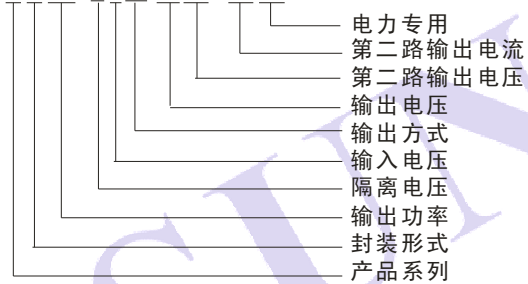 电力专用
第二路输出电流
第二路输出电压
输出电压
输出方式
输入电压
隔离电压
输出功率
封装形式
产品系列